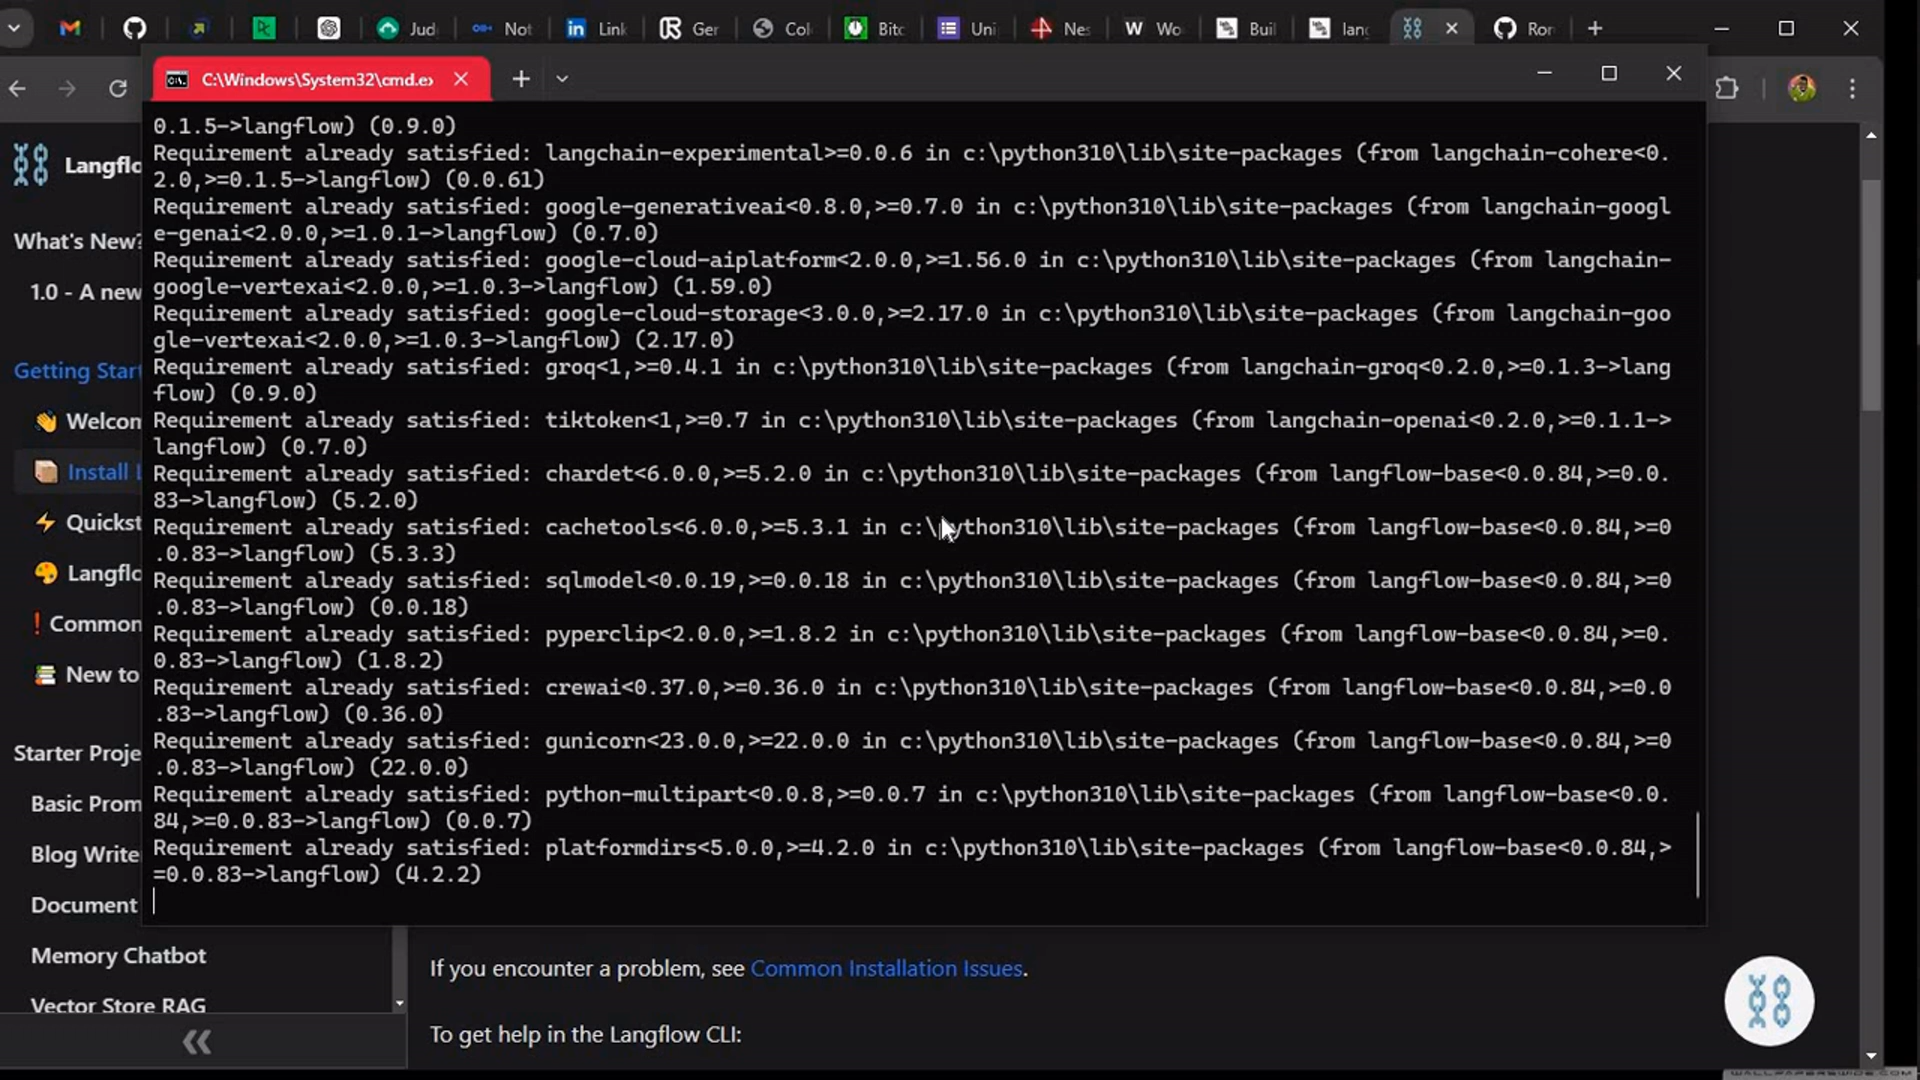 Jud
Not
Link
Ger
Col
Bitc
Uni
Nes
W Wo
Buil
lang
Ror
C:\Windows\System32\cmd.ex
Langflo
What's New?
1.0 - A new
Getting Start
Welcon
Install L
Quickst
Langflo
Common
New to
Starter Proje
Basic Prom
Blog Write
Document
Memory Chatbot
Vector Store RAG
0.1.5->langflow) (0.9.0)
Requirement already satisfied: langchain-experimental>=0.0.6 in c:\python310\lib\site-packages (from langchain-cohere<0.
2.0,>=0.1.5->langflow) (0.0.61)
Requirement already satisfied: google-generativeai<0.8.0,>=0.7.0 in c:\python310\lib\site-packages (from langchain-googl
e-genai<2.0.0,>=1.0.1->langflow) (0.7.0)
Requirement already satisfied: google-cloud-aiplatform<2.0.0,>=1.56.0 in c:\python310\lib\site-packages (from langchain-
google-vertexai<2.0.0,>=1.0.3->langflow) (1.59.0)
Requirement already satisfied: google-cloud-storage<3.0.0,>=2.17.0 in c:\python310\lib\site-packages (from langchain-goo
gle-vertexai<2.0.0,>=1.0.3->langflow) (2.17.0)
Requirement already satisfied: groq<1,>=0.4.1 in c:\python310\lib\site-packages (from langchain-groq<0.2.0,>=0.1.3->lang
flow) (0.9.0)
Requirement already satisfied: tiktoken<1,>=0.7 in c:\python310\lib\site-packages (from langchain-openai<0.2.0,>=0.1.1->
langflow) (0.7.0)
Requirement already satisfied: chardet<6.0.0,>=5.2.0 in c:\python310\lib\site-packages (from langflow-base<0.0.84,>=0.0.
83->langflow) (5.2.0)
Requirement already satisfied: cachetools<6.0.0,>=5.3.1 in c:\python310\lib\site-packages (from langflow-base<0.0.84,>=0
.0.83->langflow) (5.3.3)
Requirement already satisfied: sqlmodel<0.0.19,>=0.0.18 in c:\python310\lib\site-packages (from langflow-base<0.0.84,>=0
.0.83->langflow) (0.0.18)
Requirement already satisfied: pyperclip<2.0.0,>=1.8.2 in c:\python310\lib\site-packages (from langflow-base<0.0.84,>=0.
0.83->langflow) (1.8.2)
Requirement already satisfied: crewai<0.37.0,>=0.36.0 in c:\python310\lib\site-packages (from langflow-base<0.0.84,>=0.0
.83->langflow) (0.36.0)
Requirement already satisfied: gunicorn<23.0.0,>=22.0.0 in c:\python310\lib\site-packages (from langflow-base<0.0.84,>=0
.0.83->langflow) (22.0.0)
Requirement already satisfied: python-multipart<0.0.8,>=0.0.7 in c:\python310\lib\site-packages (from langflow-base<0.0.
84,>=0.0.83->langflow) (0.0.7)
Requirement already satisfied: platformdirs<5.0.0,>=4.2.0 in c:\python310\lib\site-packages (from langflow-base<0.0.84,>
=0.0.83->langflow) (4.2.2)
If you encounter a problem, see Common Installation Issues.
To get help in the Langflow CLI: